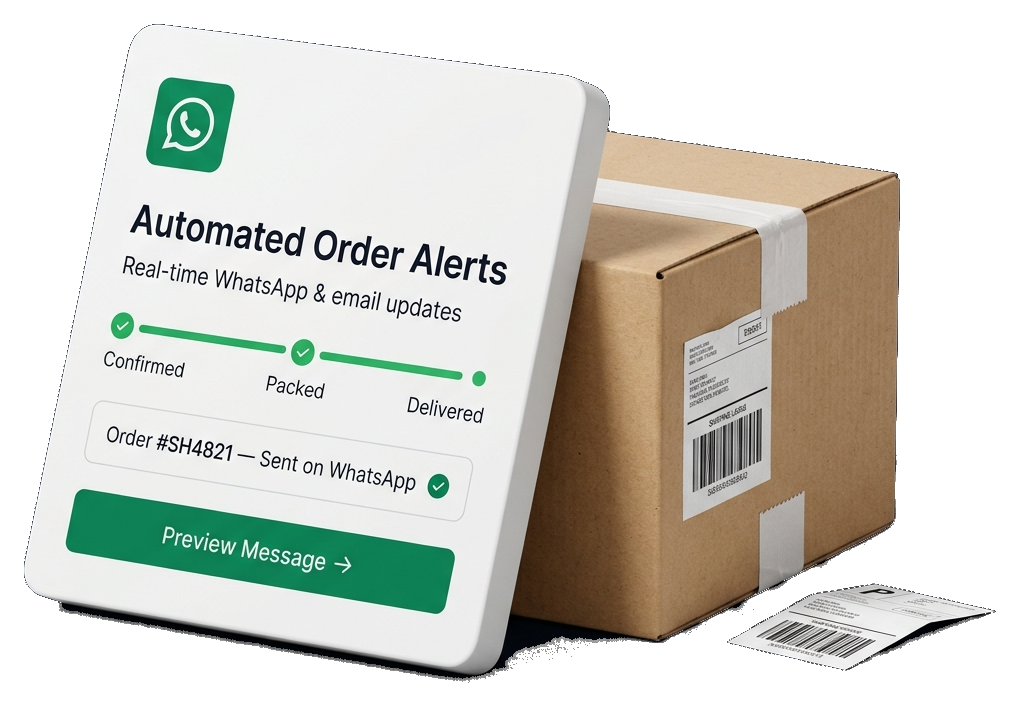 Automated Order Alerts
Real-time WhatsApp & email updates
Confirmed
Packed
Delivered
Order #SH4821 — Sent on WhatsApp
Preview Message →
P